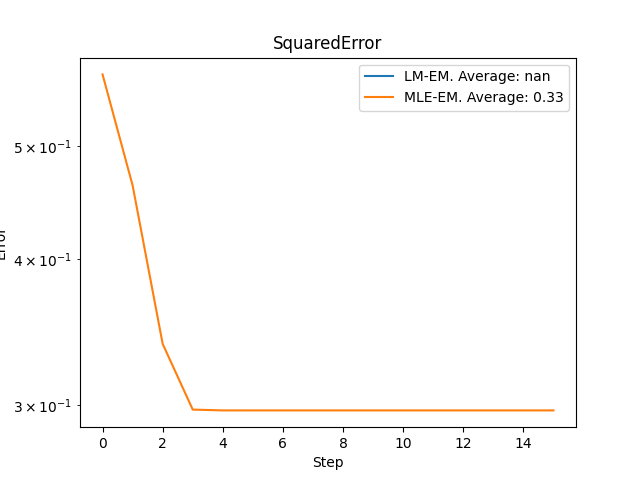 SquaredError
LM-EM. Average: nan
MLE-EM. Average: 0.33
5 × 10⁻¹
4 × 10⁻¹
3 × 10⁻¹
Error
0 2 4 6 8 10 12 14
Step